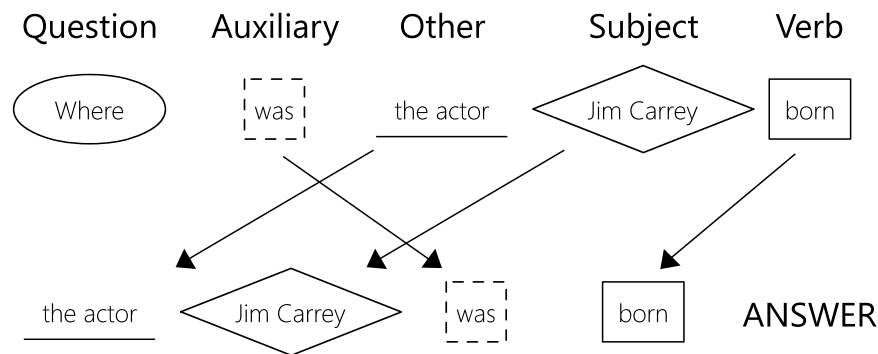 Question Auxiliary Other Subject Verb
Where was the actor Jim Carrey born
the actor Jim Carrey was born ANSWER